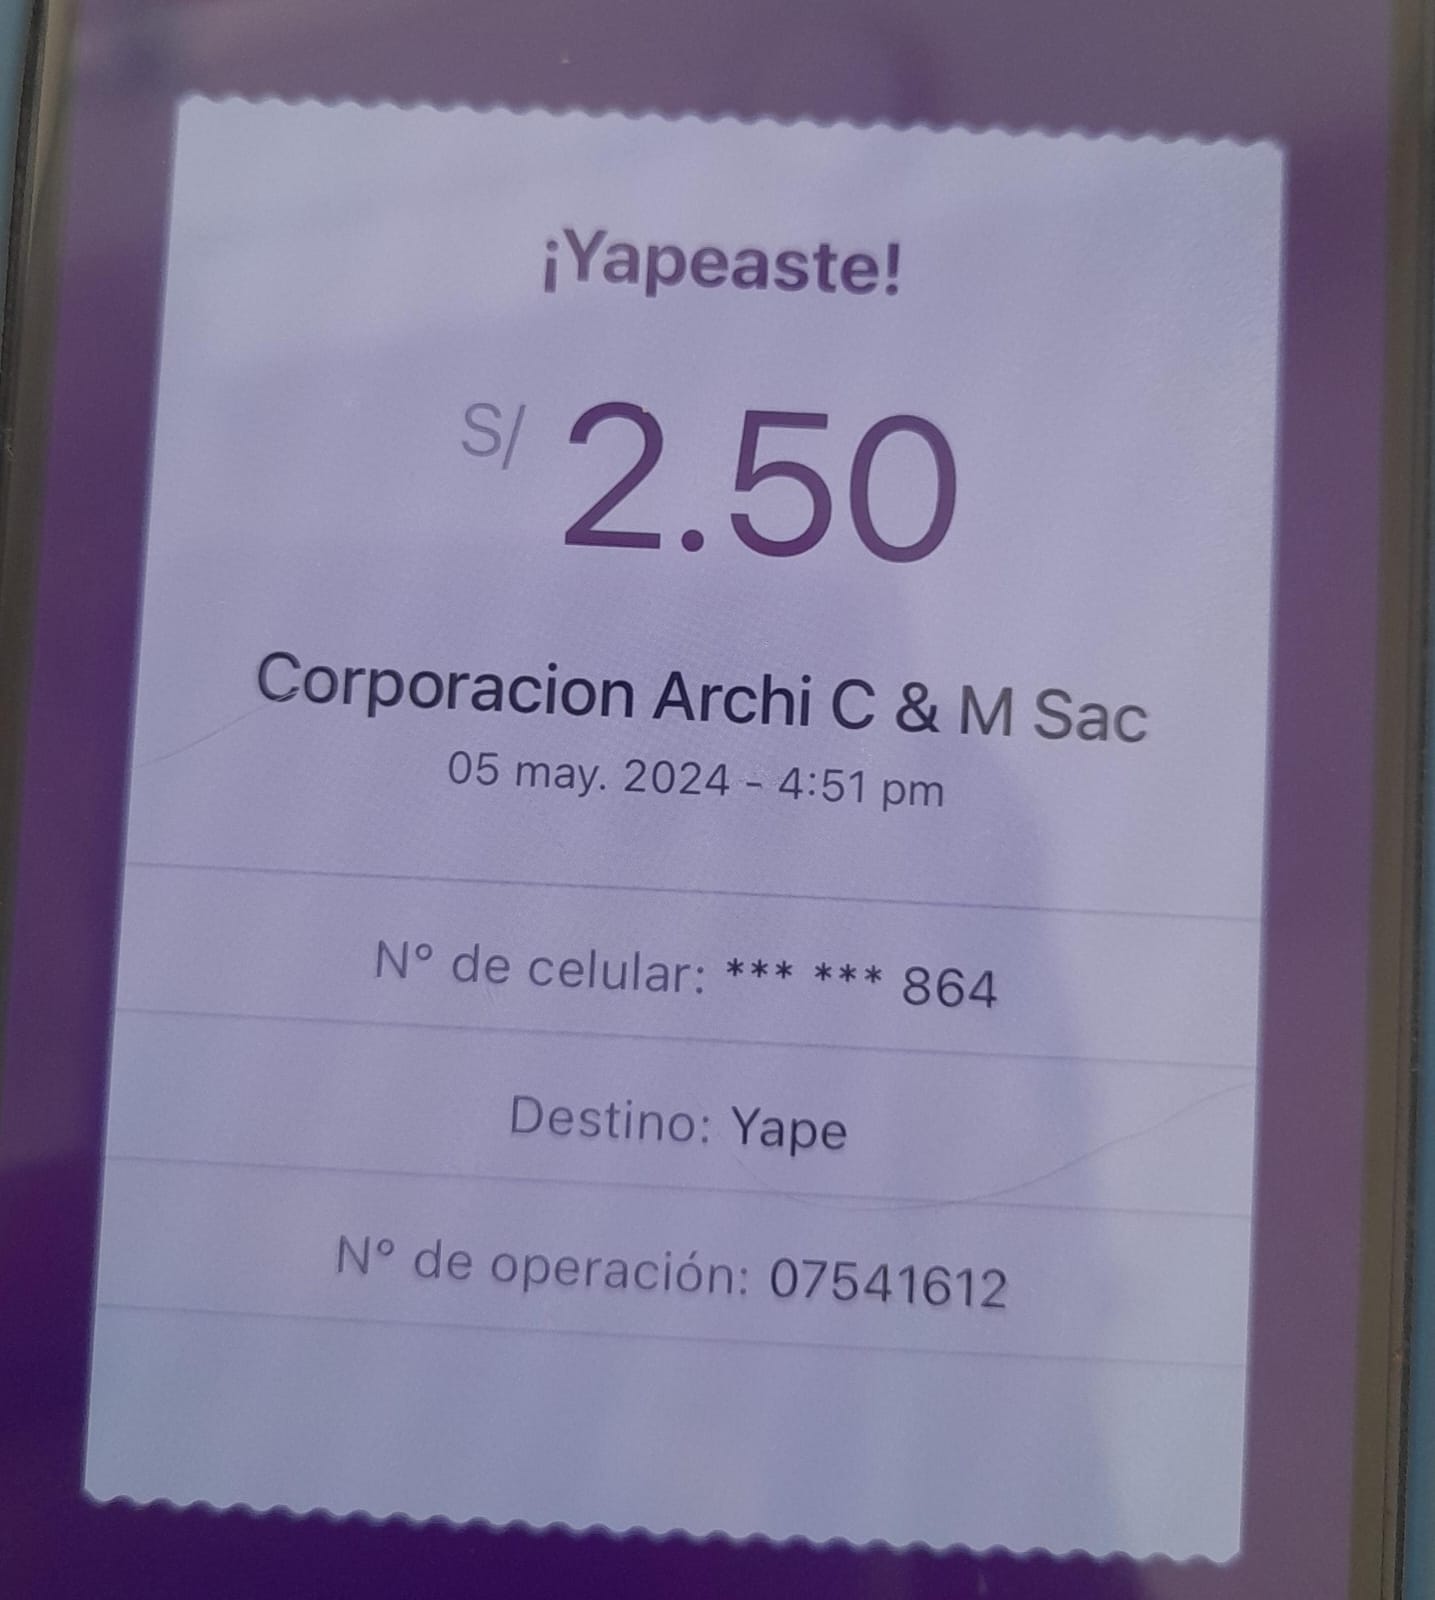 ¡Yapeaste!
S/ 2.50
Corporacion Archi C & M Sac
05 may. 2024 - 4:51 pm
N° de celular: *** *** 864
Destino: Yape
N° de operación: 07541612